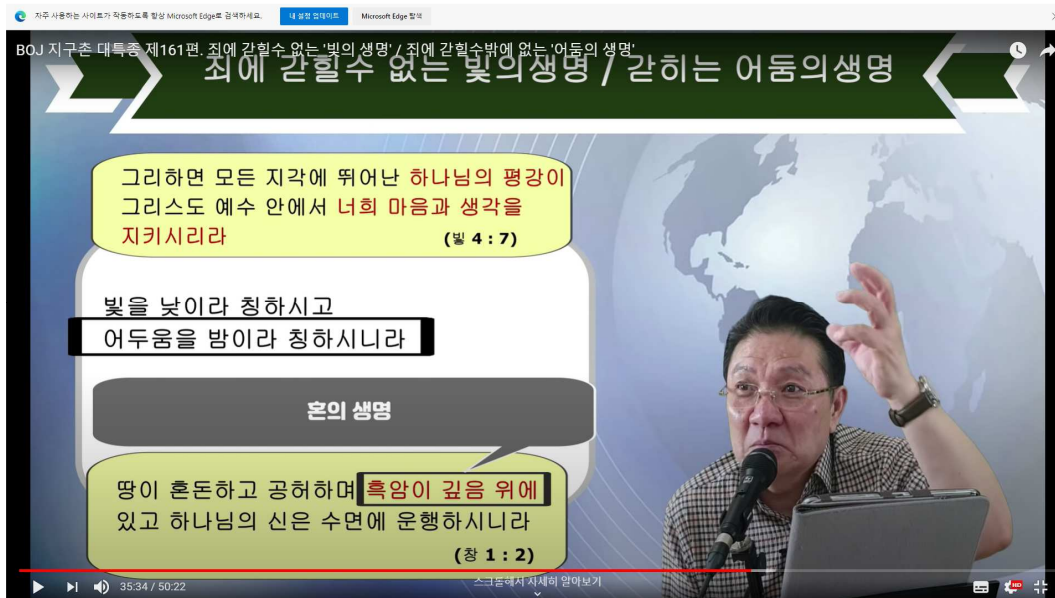 자주 사용하는 사이트가 작동하도록 항상 Microsoft Edge로 검색하세요. 내 설정 업데이트 Microsoft Edge 탐색
BOJ 지구촌 대특종 제161편. 죄에 갇힐수 없는 '빛의 생명' / 죄에 갇힐수밖에 없는 '어둠의 생명'
죄에 갇힐수 없는 빛의생명 / 갇히는 어둠의생명
그리하면 모든 지각에 뛰어난 하나님의 평강이
그리스도 예수 안에서 너희 마음과 생각을
지키시리라 (빌 4 : 7)
빛을 낮이라 칭하시고
어두움을 밤이라 칭하시니라
혼의 생명
땅이 혼돈하고 공허하며 흑암이 깊음 위에
있고 하나님의 신은 수면에 운행하시니라
(창 1 : 2)
스크롤해서 자세히 알아보기
35:34 / 50:22
HD